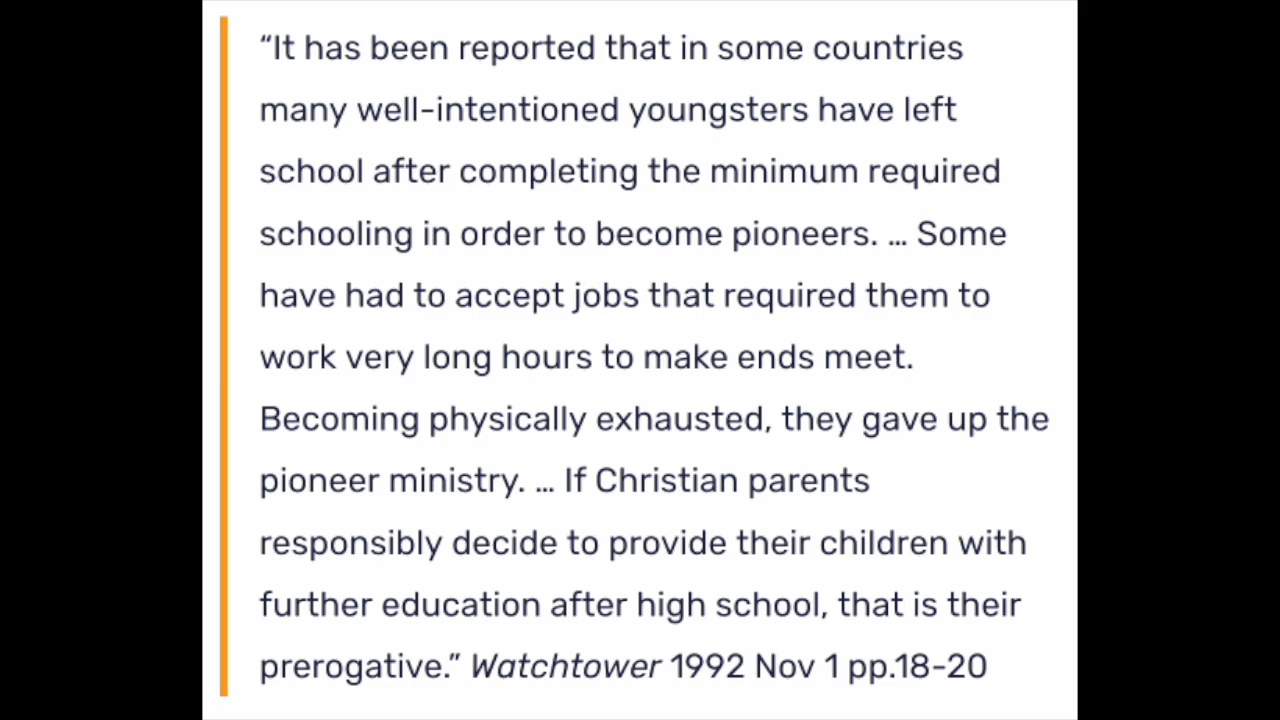 “It has been reported that in some countries
many well-intentioned youngsters have left
school after completing the minimum required
schooling in order to become pioneers. … Some
have had to accept jobs that required them to
work very long hours to make ends meet.
Becoming physically exhausted, they gave up the
pioneer ministry. … If Christian parents
responsibly decide to provide their children with
further education after high school, that is their
prerogative.” Watchtower 1992 Nov 1 pp.18-20